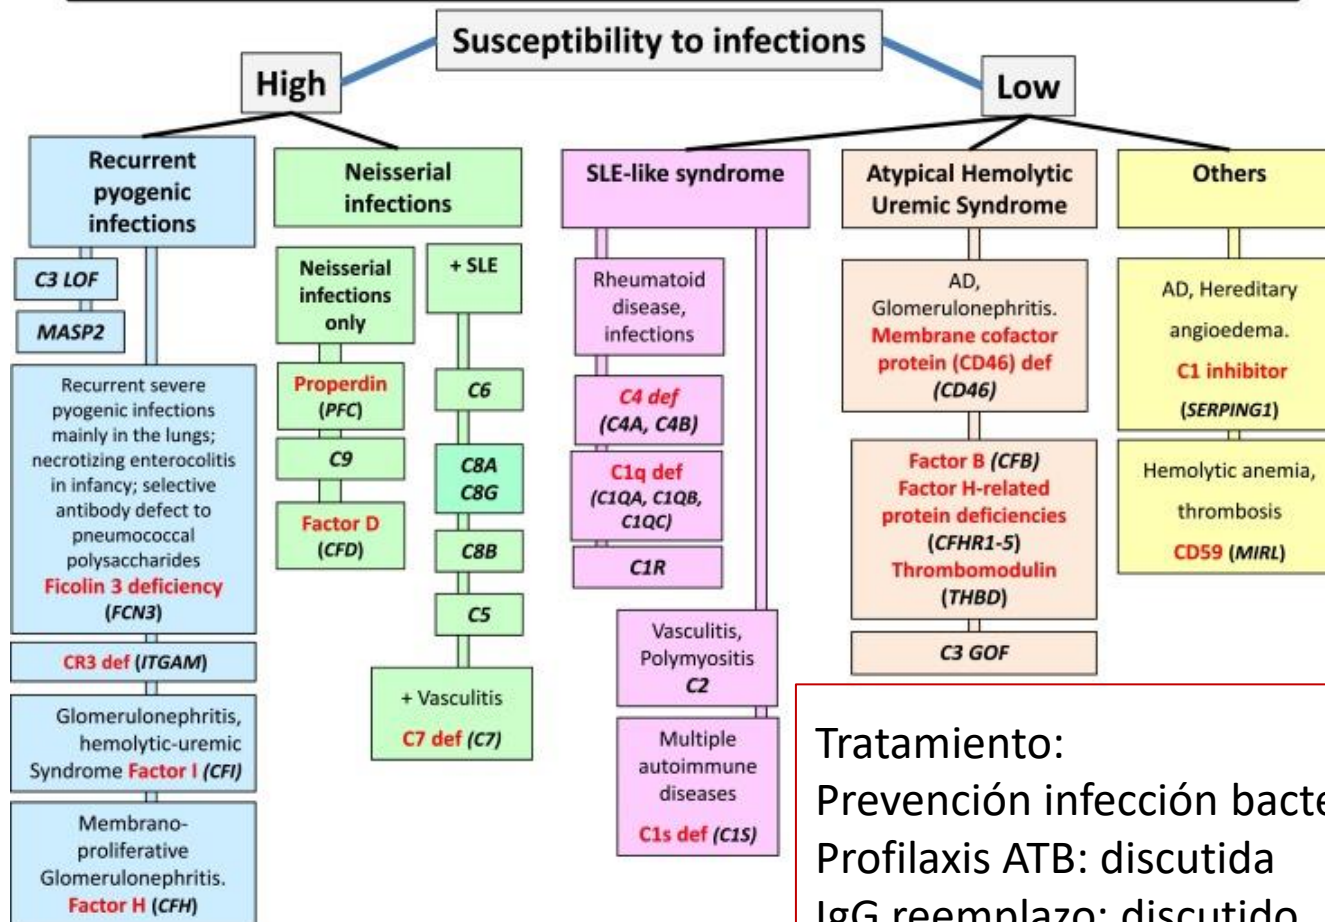 Susceptibility to infections
High
Low
Recurrent
pyogenic
infections
C3 LOF
MASP2
Recurrent severe
pyogenic infections
mainly in the lungs;
necrotizing enterocolitis
in infancy; selective
antibody defect to
pneumococcal
polysaccharides
Ficolin 3 deficiency
(FCN3)
CR3 def (ITGAM)
Glomerulonephritis,
hemolytic-uremic
Syndrome Factor I (CFI)
Membrano-
proliferative
Glomerulonephritis.
Factor H (CFH)
Neisserial
infections
Neisserial
infections
only
Properdin
(PFC)
C9
Factor D
(CFD)
+ SLE
C6
C8A
C8G
C8B
C5
+ Vasculitis
C7 def (C7)
SLE-like syndrome
Rheumatoid
disease,
infections
C4 def
(C4A, C4B)
C1q def
(C1QA, C1QB,
C1QC)
C1R
Vasculitis,
Polymyositis
C2
Multiple
autoimmune
diseases
C1s def (C1S)
Atypical Hemolytic
Uremic Syndrome
AD,
Glomerulonephritis.
Membrane cofactor
protein (CD46) def
(CD46)
Factor B (CFB)
Factor H-related
protein deficiencies
(CFHR1-5)
Thrombomodulin
(THBD)
C3 GOF
Others
AD, Hereditary
angioedema.
C1 inhibitor
(SERPING1)
Hemolytic anemia,
thrombosis
CD59 (MIRL)
Tratamiento:
Prevención infección bacte
Profilaxis ATB: discutida
IgG reemplazo: discutido